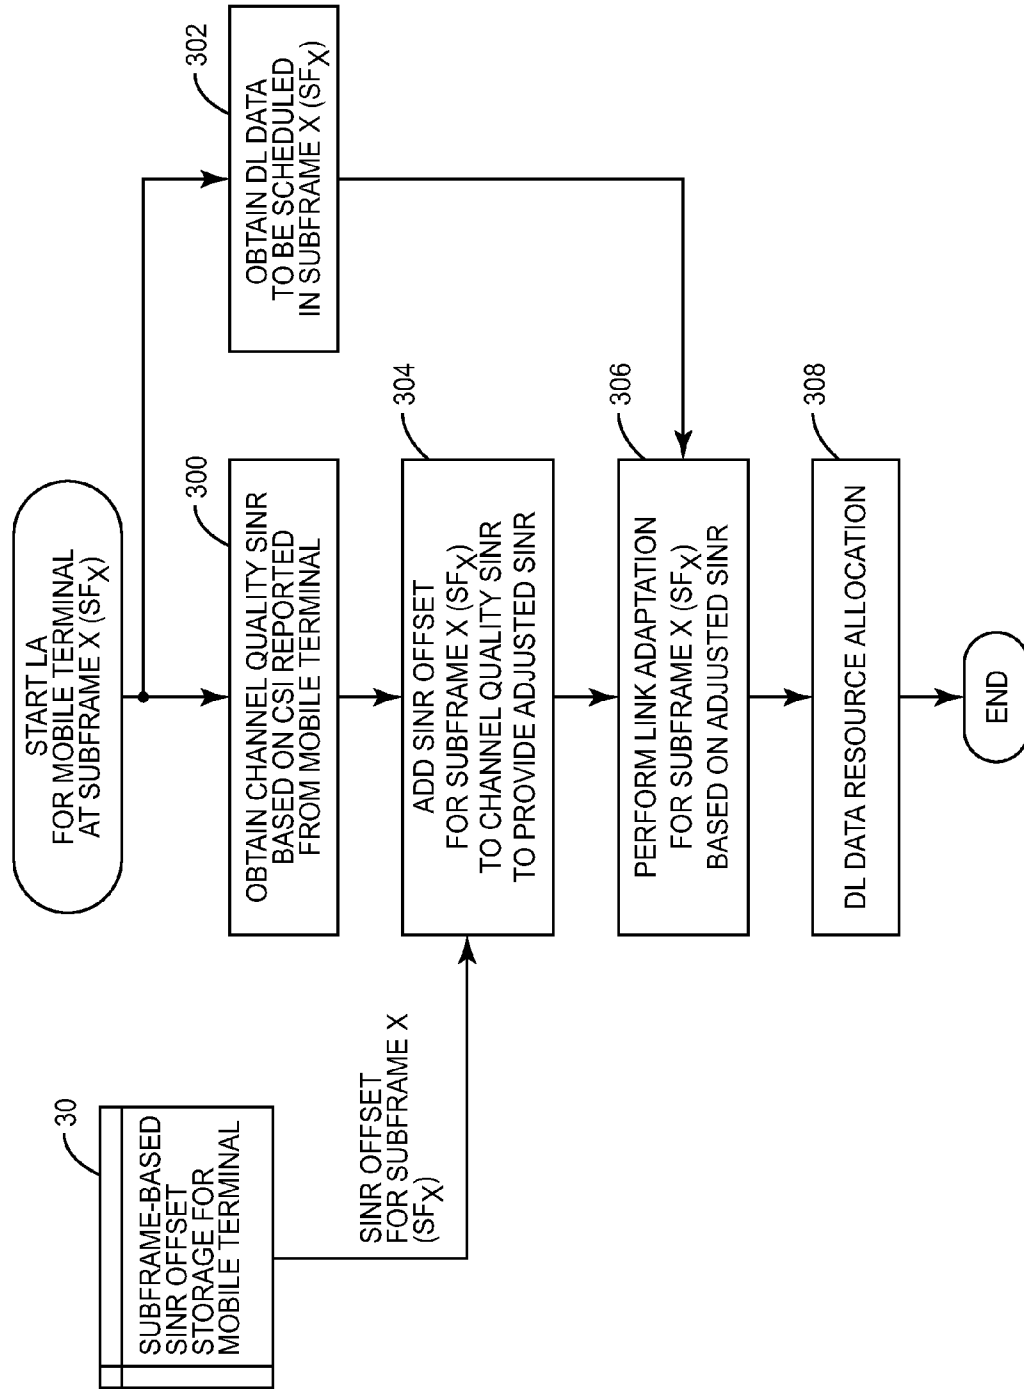 START LA
FOR MOBILE TERMINAL
AT SUBFRAME X (SFX)
302
OBTAIN DL DATA
TO BE SCHEDULED
IN SUBFRAME X (SFX)
300
OBTAIN CHANNEL QUALITY SINR
BASED ON CSI REPORTED
FROM MOBILE TERMINAL
30
SUBFRAME-BASED
SINR OFFSET
STORAGE FOR
MOBILE TERMINAL
SINR OFFSET
FOR SUBFRAME X
(SFX)
304
ADD SINR OFFSET
FOR SUBFRAME X (SFX)
TO CHANNEL QUALITY SINR
TO PROVIDE ADJUSTED SINR
306
PERFORM LINK ADAPTATION
FOR SUBFRAME X (SFX)
BASED ON ADJUSTED SINR
308
DL DATA RESOURCE ALLOCATION
END